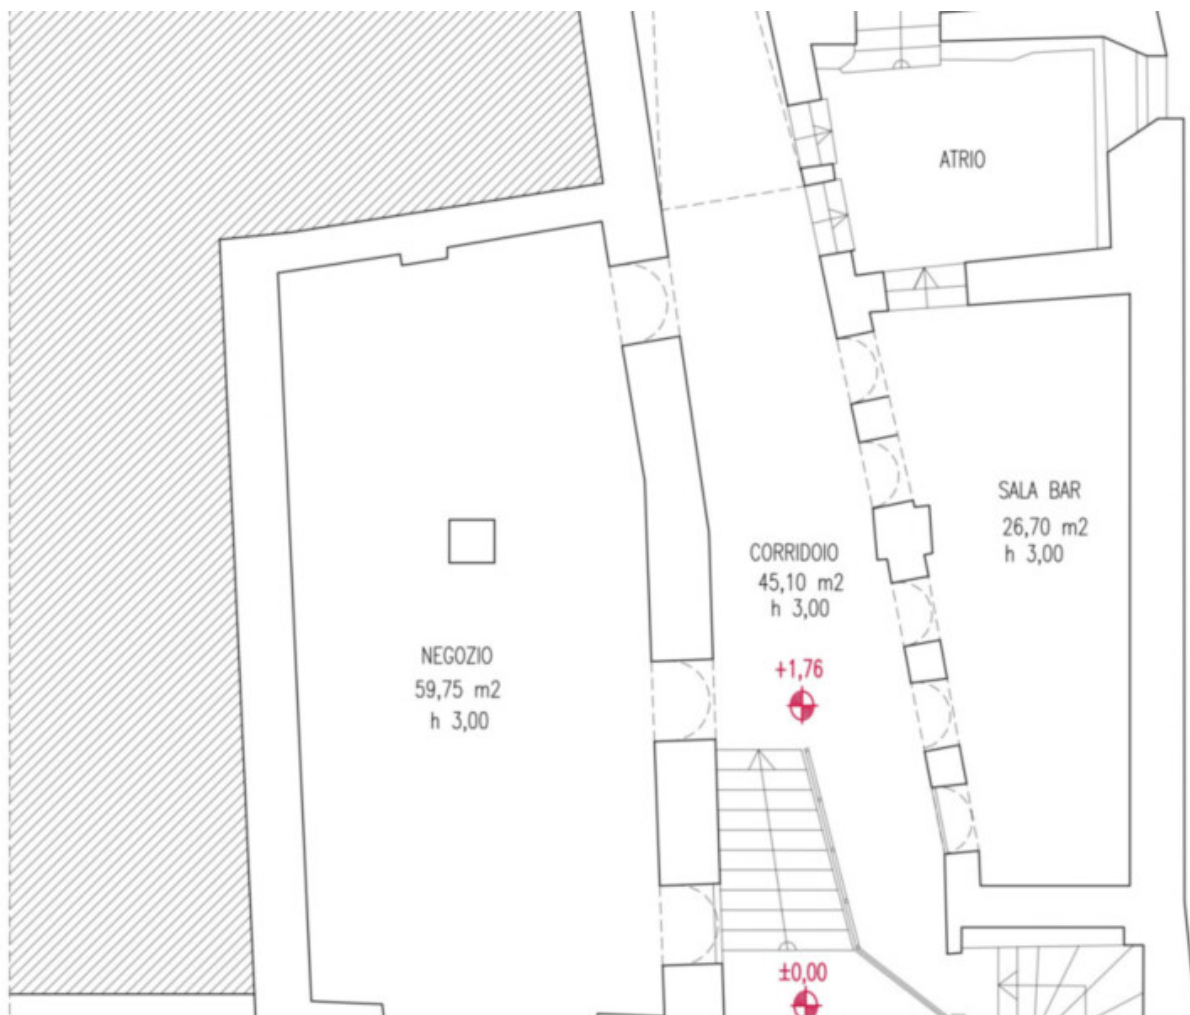 ATRIO
SALA BAR
26,70 m2
h 3,00
CORRIDOIO
45,10 m2
h 3,00
NEGOZIO
59,75 m2
h 3,00
+1,76
±0,00